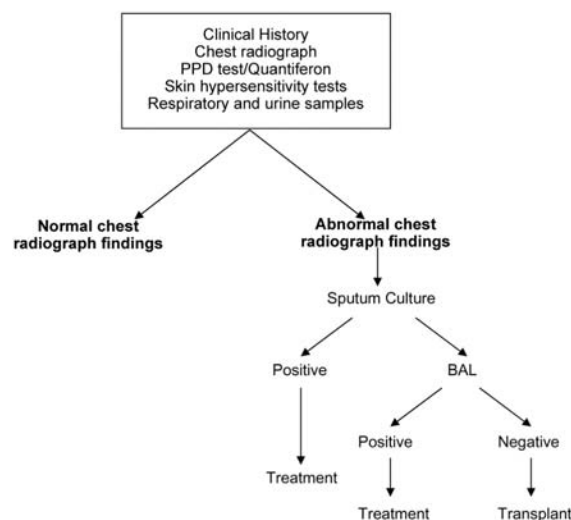 Clinical History
Chest radiograph
PPD test/Quantiferon
Skin hypersensitivity tests
Respiratory and urine samples
Normal chest
radiograph findings
Abnormal chest
radiograph findings
Sputum Culture
Positive
BAL
Positive
Negative
Treatment
Treatment
Transplant